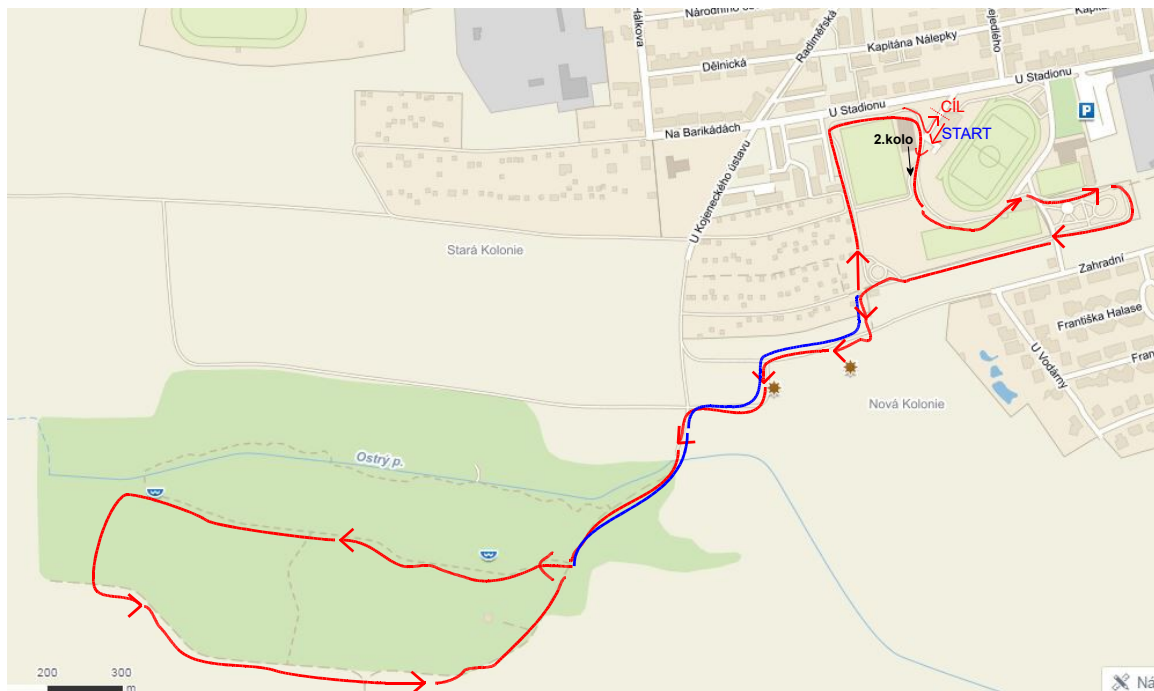 Národního
Hálkova
Radiměřská
Kapitána Nálepky
Dělnická
U Stadionu
U Stadionu
CÍL
START
P
Na Barikádách
2.kolo
U Kojeneckého ústavu
Stará Kolonie
Zahradní
Františka Halase
U Vodárny
Nová Kolonie
Ostrý p.
200 300
m